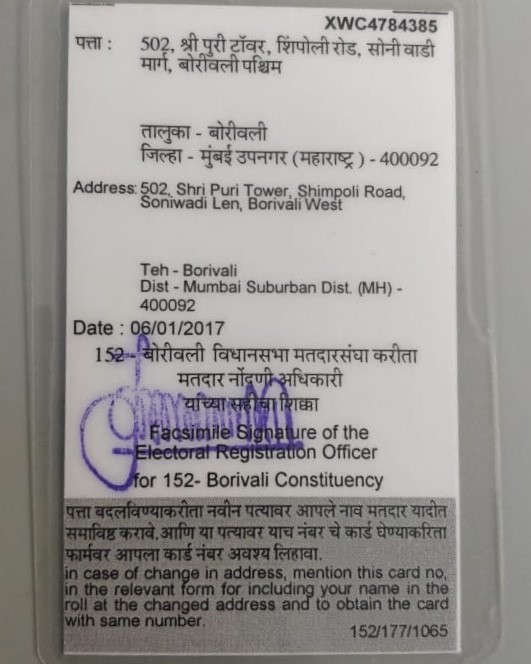 XWC4784385
पत्ता : 502, श्री पुरी टॉवर, शिंपोली रोड, सोनी वाडी
मार्ग, बोरीवली पश्चिम
तालुका - बोरीवली
जिल्हा - मुंबई उपनगर (महाराष्ट्र ) - 400092
Address: 502, Shri Puri Tower, Shimpoli Road,
Soniwadi Len, Borivali West
Teh - Borivali
Dist - Mumbai Suburban Dist. (MH) -
400092
Date : 06/01/2017
152- बोरीवली विधानसभा मतदारसंघा करीता
मतदार नोंदणी अधिकारी
यांच्या सहीचा शिक्का
Facsimile Signature of the
Electoral Registration Officer
for 152- Borivali Constituency
पत्ता बदलविण्याकरीता नवीन पत्यावर आपले नाव मतदार यादीत
समाविष्ठ करावे.आणि या पत्यावर याच नंबर चे कार्ड घेण्याकरिता
फार्मवर आपला कार्ड नंबर अवश्य लिहावा.
in case of change in address, mention this card no,
in the relevant form for including your name in the
roll at the changed address and to obtain the card
with same number.
152/177/1065